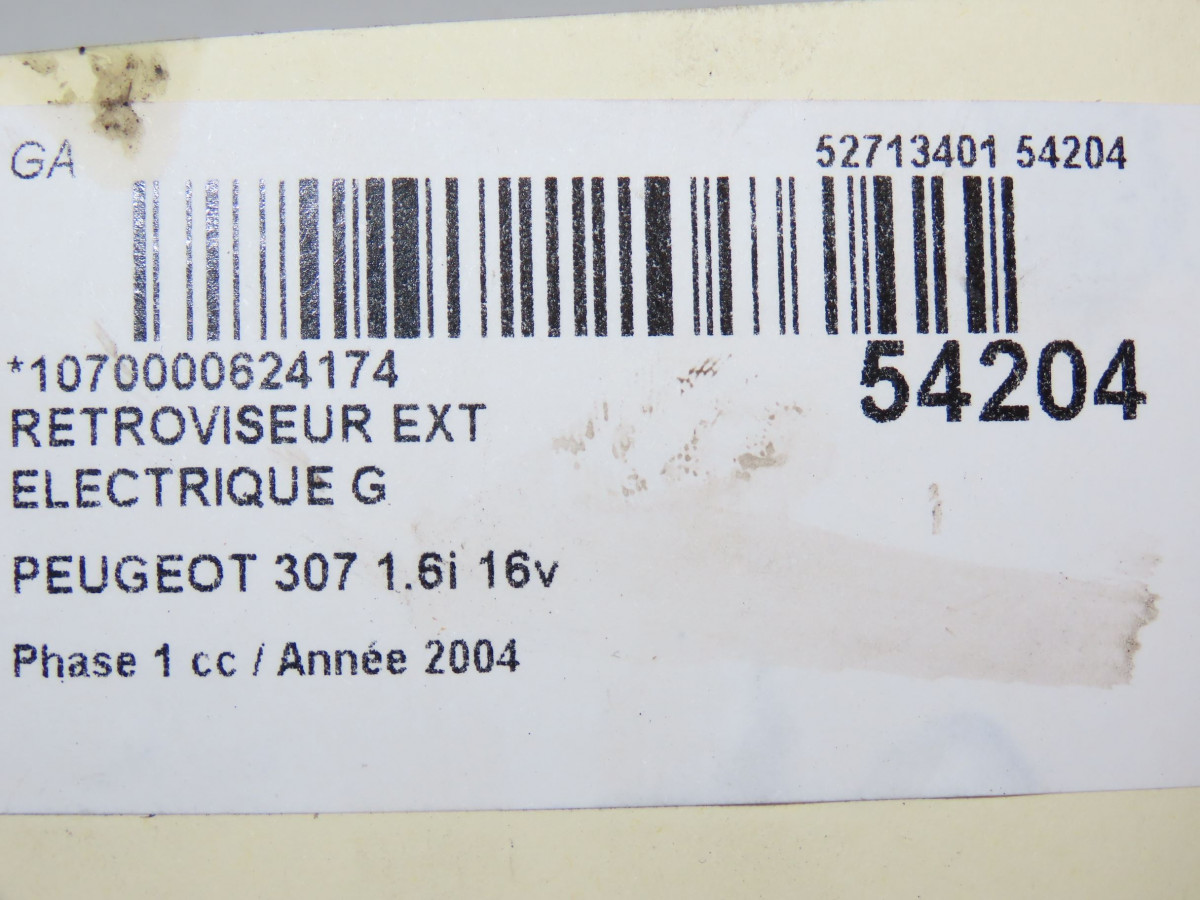 GA
52713401 54204
*1070000624174
54204
RETROVISEUR EXT
ELECTRIQUE G
PEUGEOT 307 1.6i 16v
Phase 1 cc / Année 2004